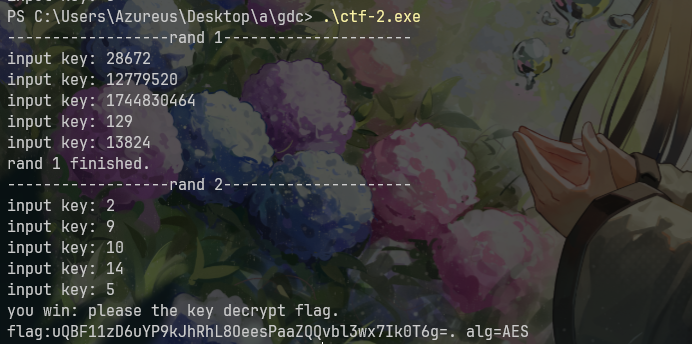 PS C:\Users\Azureus\Desktop\a\gdc> .\ctf-2.exe
------------------rand 1---------------------
input key: 28672
input key: 12779520
input key: 1744830464
input key: 129
input key: 13824
rand 1 finished.
------------------rand 2---------------------
input key: 2
input key: 9
input key: 10
input key: 14
input key: 5
you win: please the key decrypt flag.
flag:uQBF11zD6uYP9kJhRhL8OeesPaaZQQvbl3wx7Ik0T6g=. alg=AES